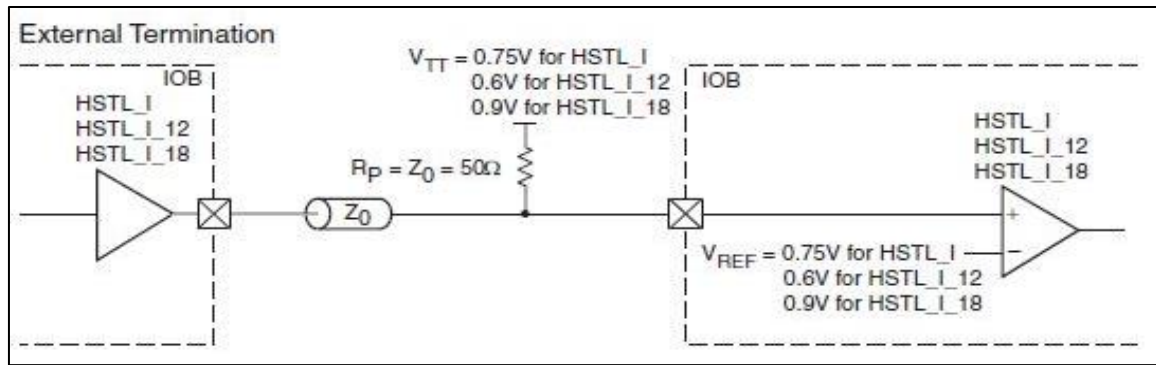 External Termination
IOB
HSTL_I
HSTL_I_12
HSTL_I_18
Z0
RP = Z0 = 50Ω
VTT = 0.75V for HSTL_I
0.6V for HSTL_I_12
0.9V for HSTL_I_18
IOB
HSTL_I
HSTL_I_12
HSTL_I_18
+
−
VREF = 0.75V for HSTL_I
0.6V for HSTL_I_12
0.9V for HSTL_I_18